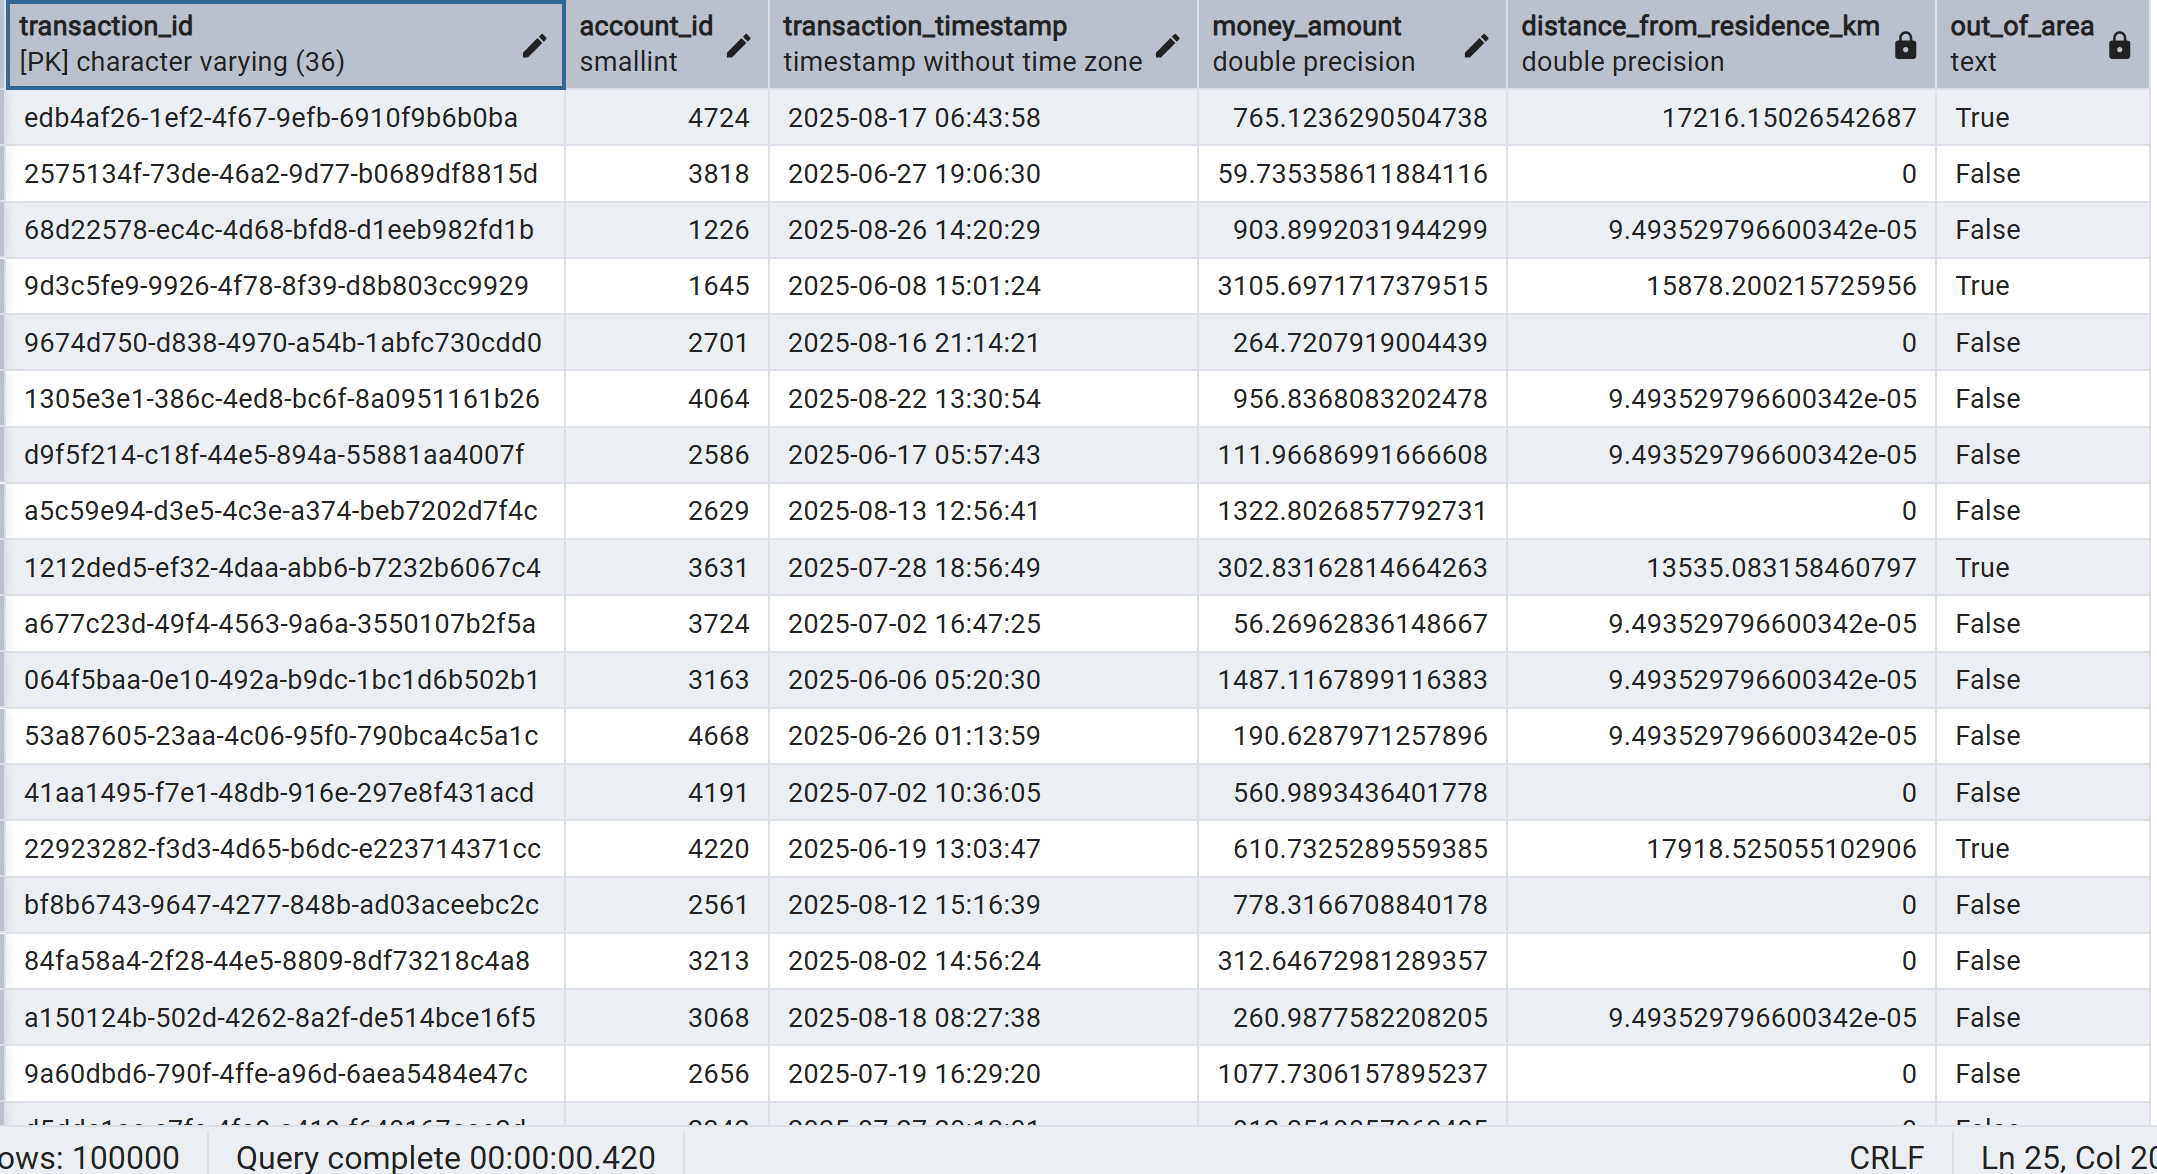 transaction_id account_id transaction_timestamp money_amount distance_from_residence_km out_of_area
[PK] character varying (36) smallint timestamp without time zone double precision double precision text
edb4af26-1ef2-4f67-9efb-6910f9b6b0ba 4724 2025-08-17 06:43:58 765.1236290504738 17216.15026542687 True
2575134f-73de-46a2-9d77-b0689df8815d 3818 2025-06-27 19:06:30 59.735358611884116 0 False
68d22578-ec4c-4d68-bfd8-d1eeb982fd1b 1226 2025-08-26 14:20:29 903.8992031944299 9.493529796600342e-05 False
9d3c5fe9-9926-4f78-8f39-d8b803cc9929 1645 2025-06-08 15:01:24 3105.6971717379515 15878.200215725956 True
9674d750-d838-4970-a54b-1abfc730cdd0 2701 2025-08-16 21:14:21 264.7207919004439 0 False
1305e3e1-386c-4ed8-bc6f-8a0951161b26 4064 2025-08-22 13:30:54 956.8368083202478 9.493529796600342e-05 False
d9f5f214-c18f-44e5-894a-55881aa4007f 2586 2025-06-17 05:57:43 111.96686991666608 9.493529796600342e-05 False
a5c59e94-d3e5-4c3e-a374-beb7202d7f4c 2629 2025-08-13 12:56:41 1322.8026857792731 0 False
1212ded5-ef32-4daa-abb6-b7232b6067c4 3631 2025-07-28 18:56:49 302.83162814664263 13535.083158460797 True
a677c23d-49f4-4563-9a6a-3550107b2f5a 3724 2025-07-02 16:47:25 56.26962836148667 9.493529796600342e-05 False
064f5baa-0e10-492a-b9dc-1bc1d6b502b1 3163 2025-06-06 05:20:30 1487.1167899116383 9.493529796600342e-05 False
53a87605-23aa-4c06-95f0-790bca4c5a1c 4668 2025-06-26 01:13:59 190.6287971257896 9.493529796600342e-05 False
41aa1495-f7e1-48db-916e-297e8f431acd 4191 2025-07-02 10:36:05 560.9893436401778 0 False
22923282-f3d3-4d65-b6dc-e223714371cc 4220 2025-06-19 13:03:47 610.7325289559385 17918.525055102906 True
bf8b6743-9647-4277-848b-ad03aceebc2c 2561 2025-08-12 15:16:39 778.3166708840178 0 False
84fa58a4-2f28-44e5-8809-8df73218c4a8 3213 2025-08-02 14:56:24 312.64672981289357 0 False
a150124b-502d-4262-8a2f-de514bce16f5 3068 2025-08-18 08:27:38 260.9877582208205 9.493529796600342e-05 False
9a60dbd6-790f-4ffe-a96d-6aea5484e47c 2656 2025-07-19 16:29:20 1077.7306157895237 0 False
ows: 100000 Query complete 00:00:00.420 CRLF Ln 25, Col 20